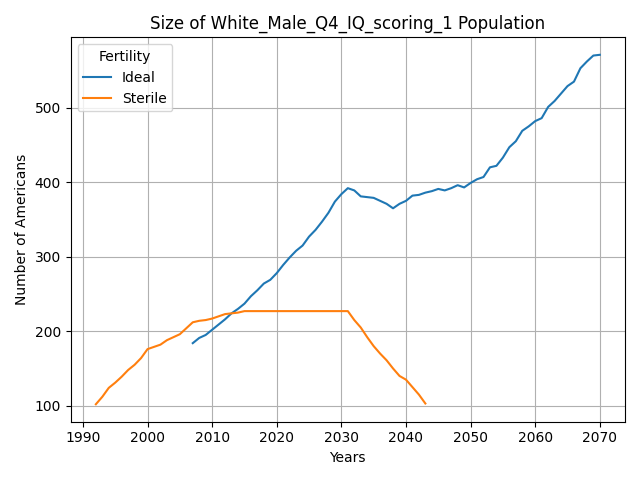 Size of White_Male_Q4_IQ_scoring_1 Population
Fertility
Ideal
Sterile
Number of Americans
500
400
300
200
100
1990 2000 2010 2020 2030 2040 2050 2060 2070
Years